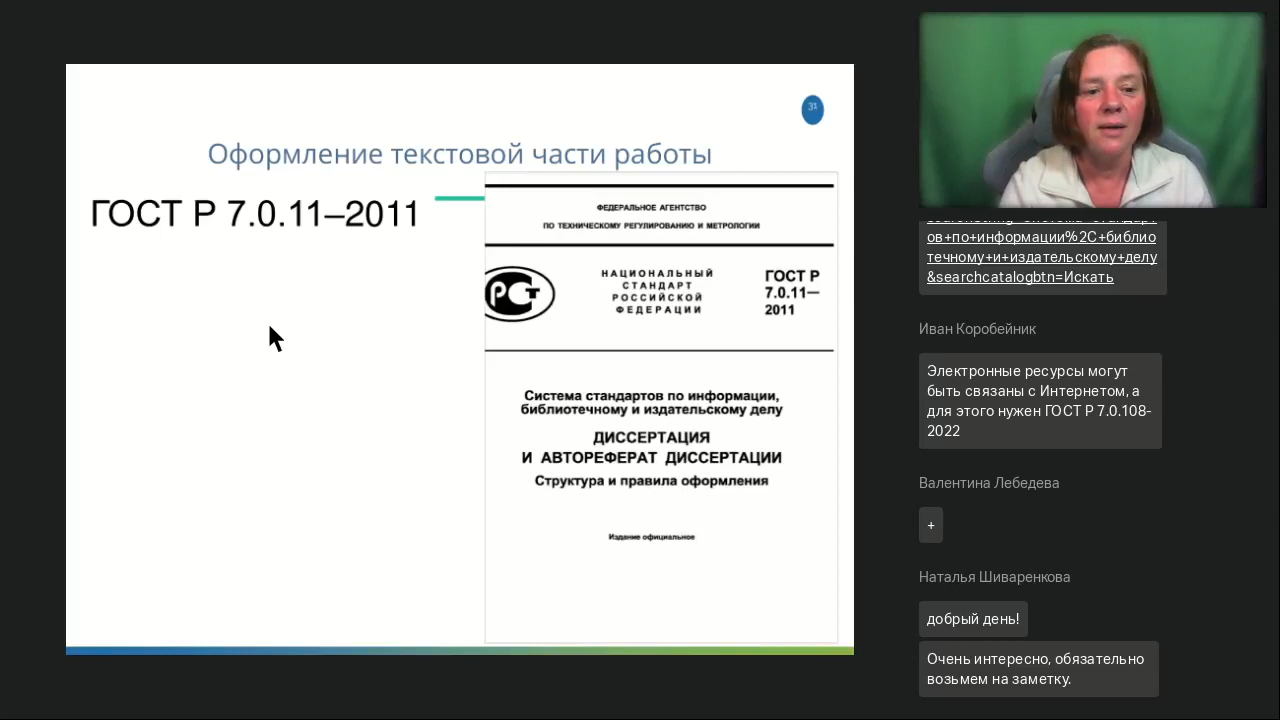 31
Оформление текстовой части работы
ГОСТ Р 7.0.11–2011
ФЕДЕРАЛЬНОЕ АГЕНТСТВО
ПО ТЕХНИЧЕСКОМУ РЕГУЛИРОВАНИЮ И МЕТРОЛОГИИ
НАЦИОНАЛЬНЫЙ
СТАНДАРТ
РОССИЙСКОЙ
ФЕДЕРАЦИИ
ГОСТ Р
7.0.11—
2011
Система стандартов по информации,
библиотечному и издательскому делу
ДИССЕРТАЦИЯ
И АВТОРЕФЕРАТ ДИССЕРТАЦИИ
Структура и правила оформления
Издание официальное
ов+по+информации%2C+библио
течному+и+издательскому+делу
&searchcatalogbtn=Искать
Иван Коробейник
Электронные ресурсы могут
быть связаны с Интернетом, а
для этого нужен ГОСТ Р 7.0.108-
2022
Валентина Лебедева
+
Наталья Шиваренкова
добрый день!
Очень интересно, обязательно
возьмем на заметку.